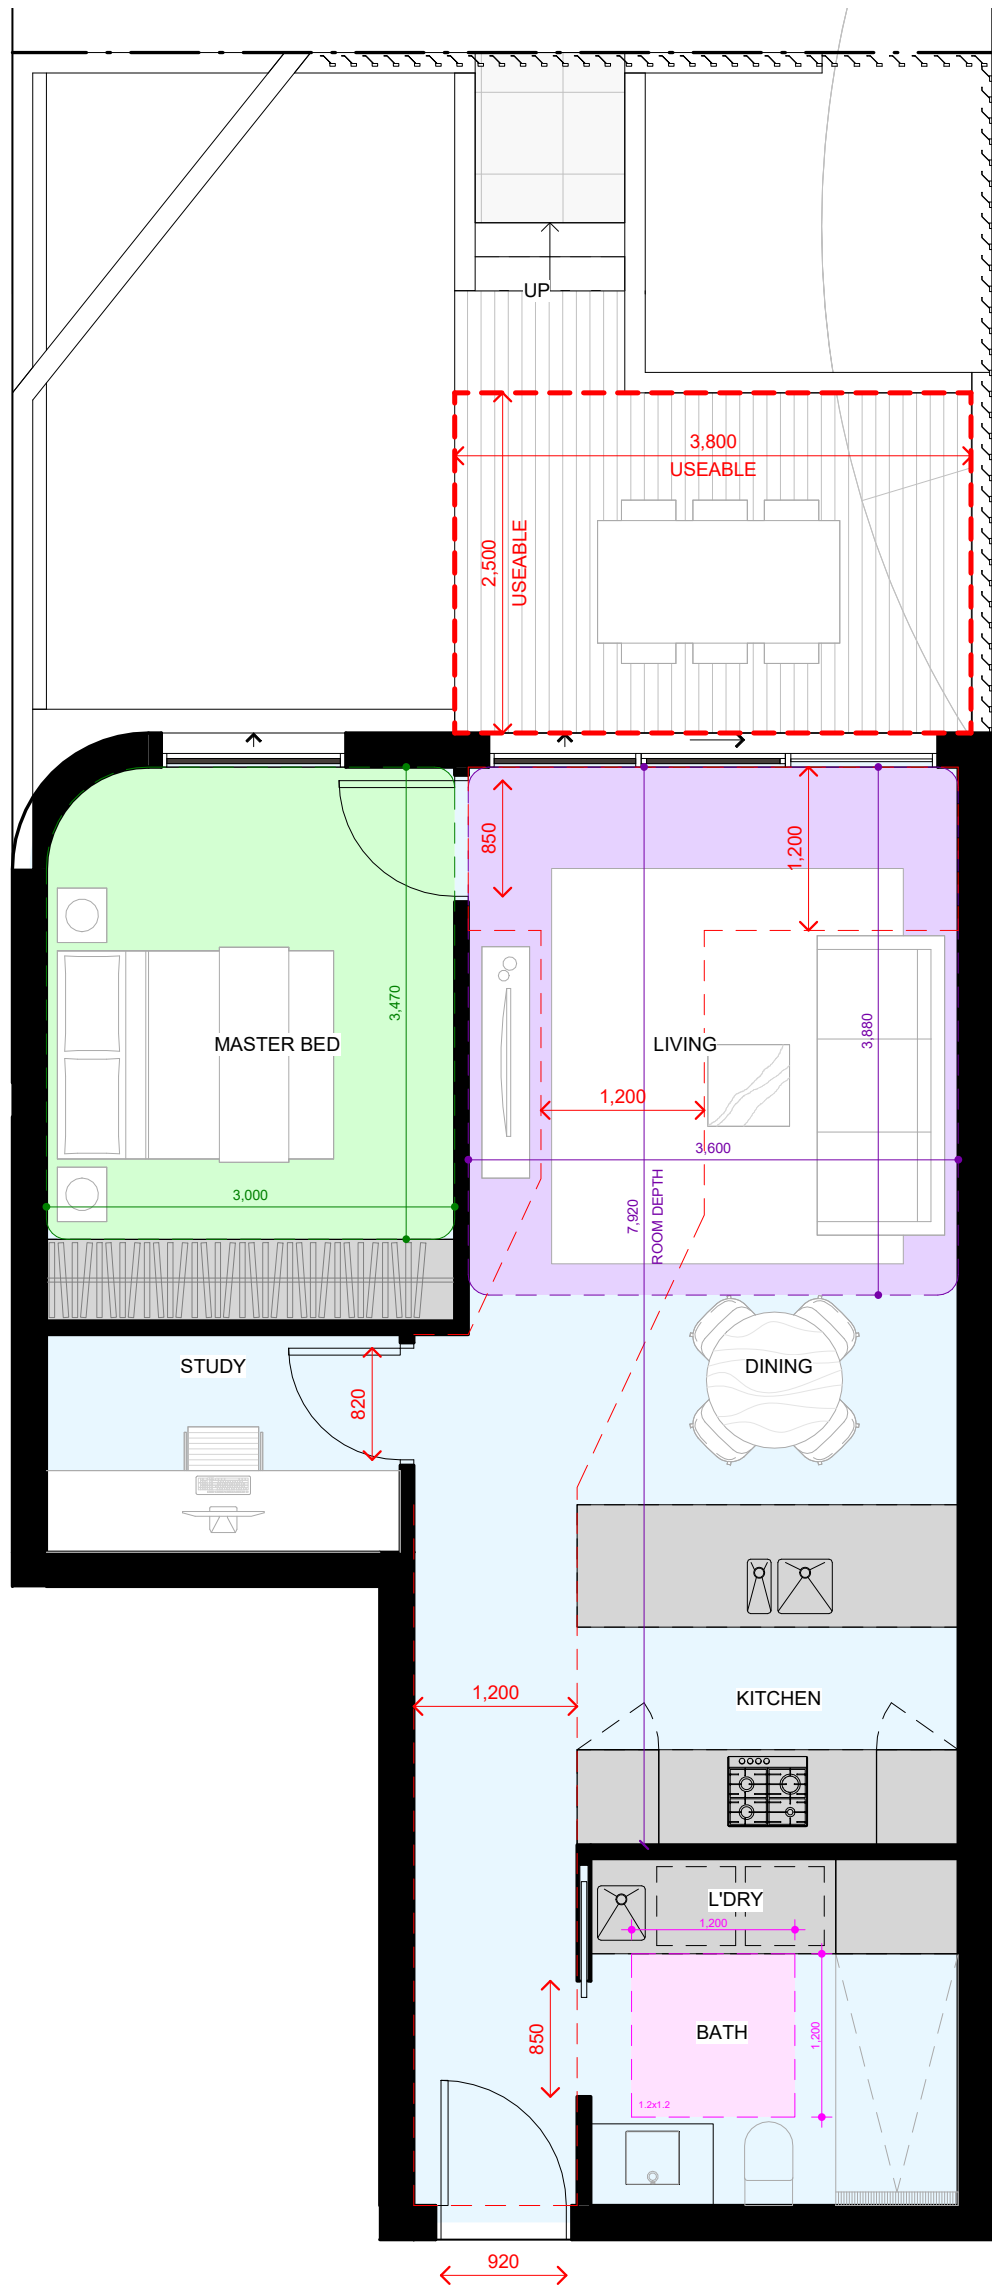 UP
3,800
USEABLE
2,500
USEABLE
850
1,200
3,470
MASTER BED
LIVING
3,880
1,200
3,600
3,000
7,920
ROOM DEPTH
STUDY
DINING
820
KITCHEN
1,200
L'DRY
1,200
BATH
1,200
850
1.2x1.2
920